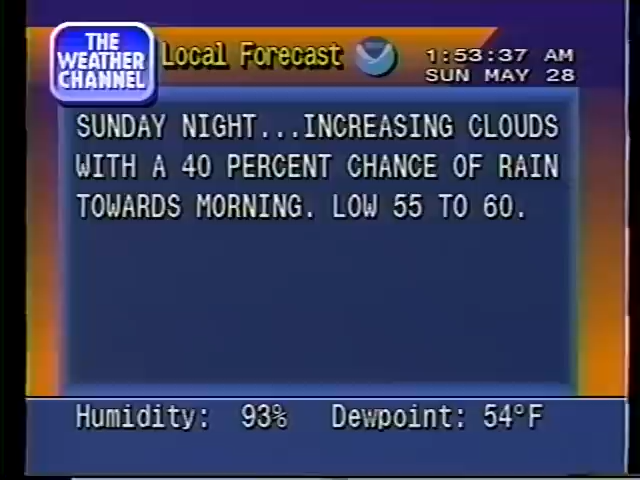 THE
WEATHER
CHANNEL
Local Forecast
1:53:37 AM
SUN MAY 28
SUNDAY NIGHT...INCREASING CLOUDS
WITH A 40 PERCENT CHANCE OF RAIN
TOWARDS MORNING. LOW 55 TO 60.
Humidity: 93% Dewpoint: 54°F